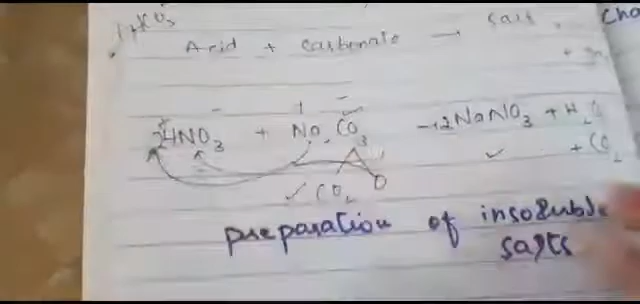 Acid + Carbonate → Salt
2HNO3 + Na2CO3 → 2NaNO3 + H2O
✓ + CO2
✓ CO2 O
preparation of insoluble
salts